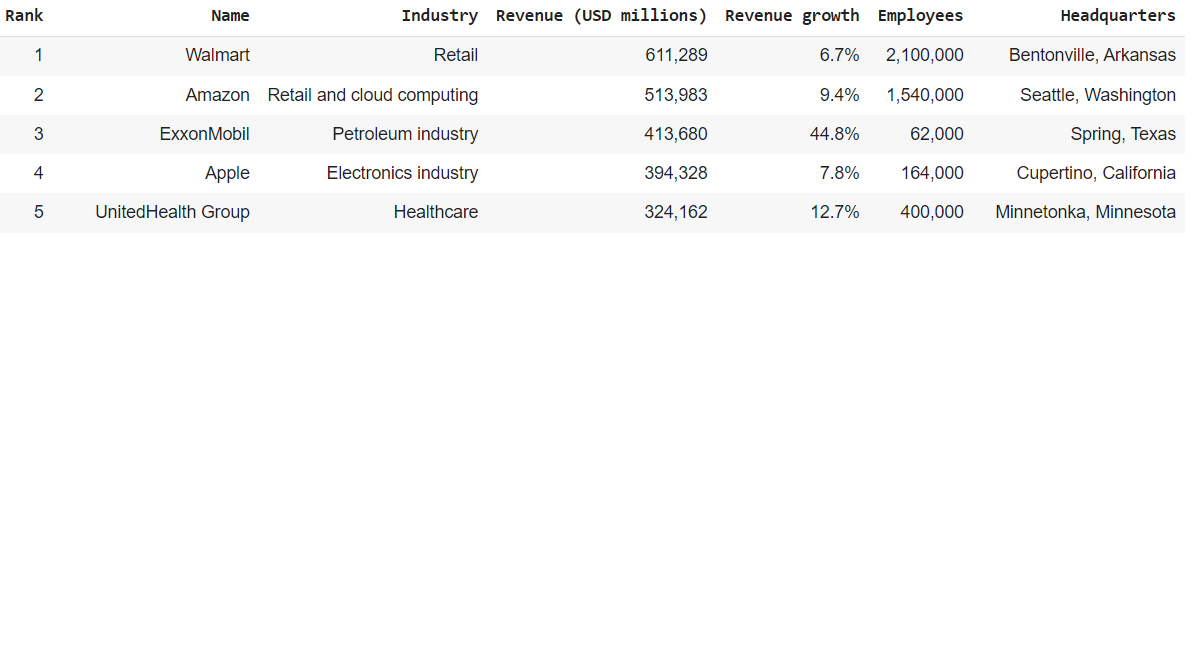 Rank Name Industry Revenue (USD millions) Revenue growth Employees Headquarters
1 Walmart Retail 611,289 6.7% 2,100,000 Bentonville, Arkansas
2 Amazon Retail and cloud computing 513,983 9.4% 1,540,000 Seattle, Washington
3 ExxonMobil Petroleum industry 413,680 44.8% 62,000 Spring, Texas
4 Apple Electronics industry 394,328 7.8% 164,000 Cupertino, California
5 UnitedHealth Group Healthcare 324,162 12.7% 400,000 Minnetonka, Minnesota